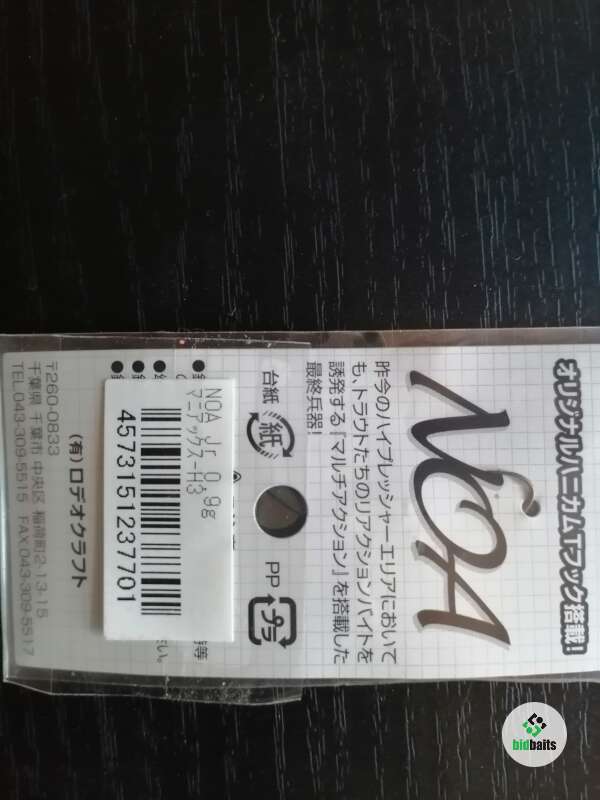 オリジナルハニカムTフック搭載!
NOA
昨今のハイプレッシャーエリアにおいて
も、トラウトたちのリアクションバイトを
誘発する「マルチアクション」を搭載した
最終兵器!
台紙
紙
PP
プラ
NOA Jr 0.9g
マニアックス-H3
4573151237701
等
い。
(有)ロデオクラフト
〒260-0833
千葉県 千葉市 中央区 稲荷町2-13-15
TEL.043-309-5515 FAX.043-309-5517
bidbaits